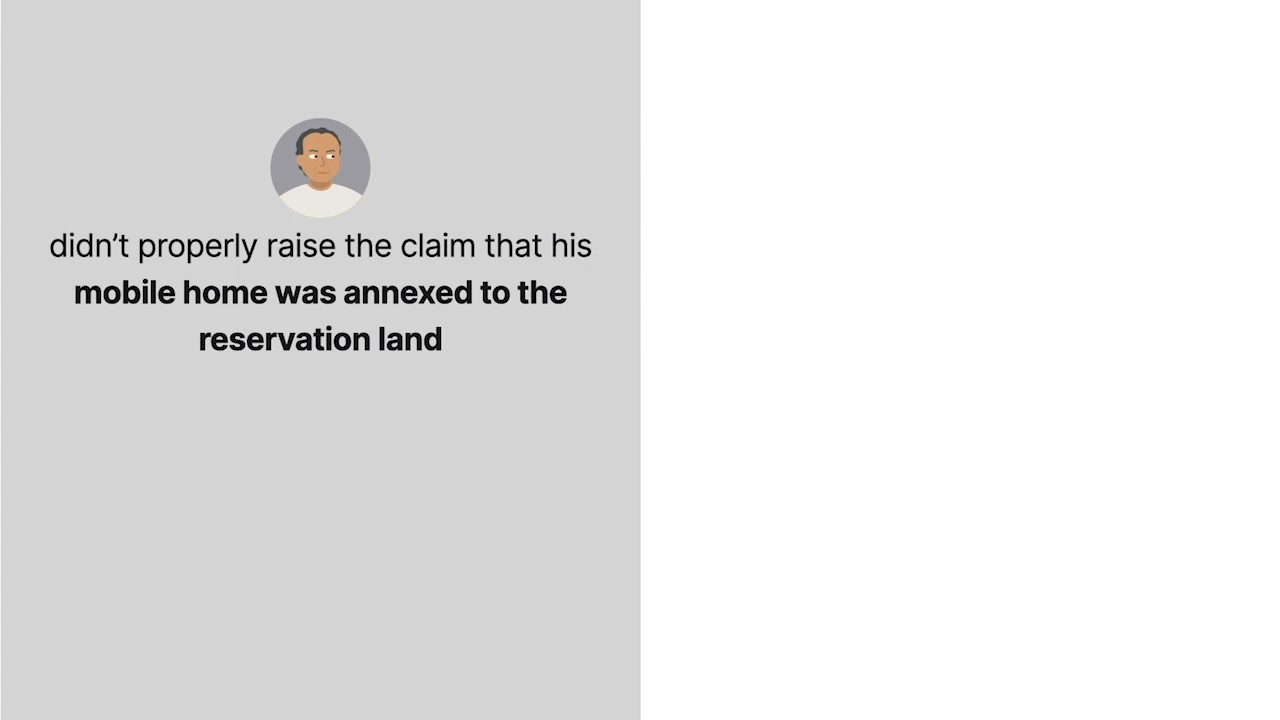 didn’t properly raise the claim that his
mobile home was annexed to the
reservation land